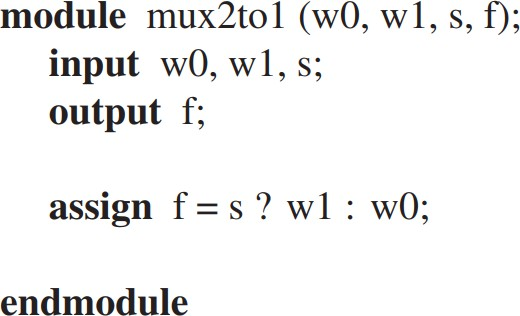 module mux2to1 (w0, w1, s, f);
input w0, w1, s;
output f;
assign f = s ? w1 : w0;
endmodule